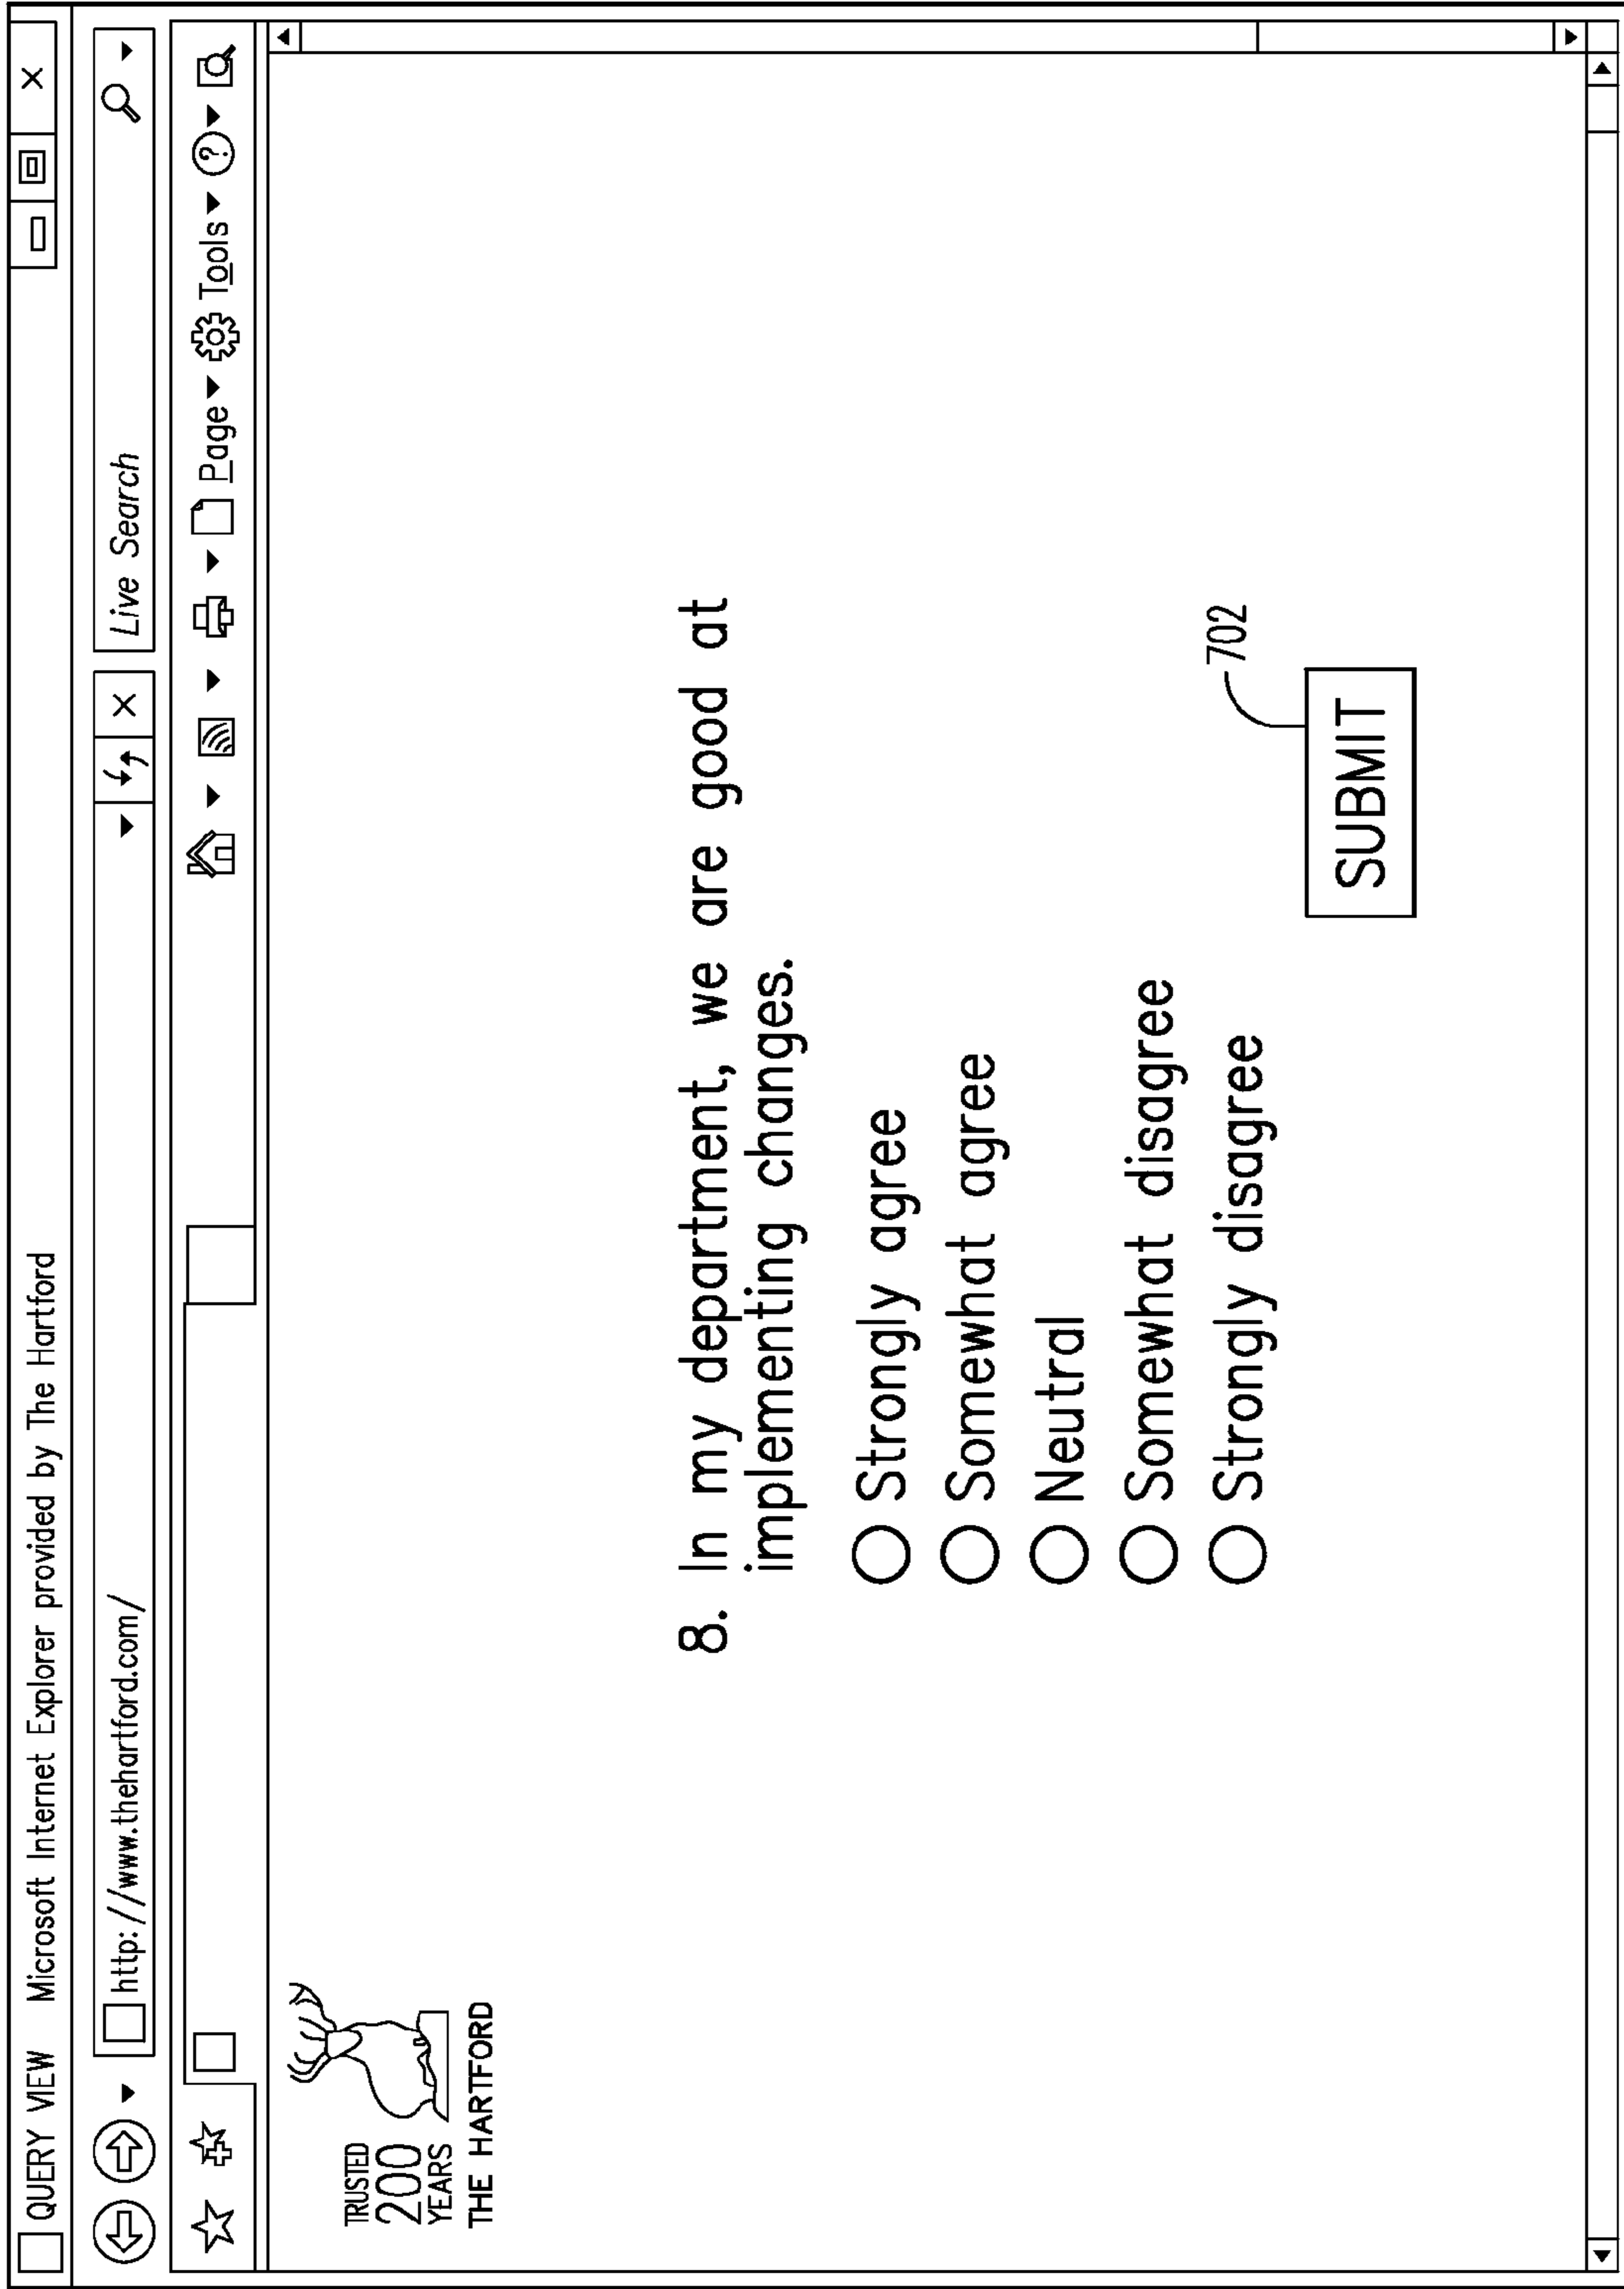 QUERY VIEW Microsoft Internet Explorer provided by The Hartford
http://www.thehartford.com/
Live Search
Page Tools ?
TRUSTED
200
YEARS
THE HARTFORD
8. In my department, we are good at
implementing changes.
Strongly agree
Somewhat agree
Neutral
Somewhat disagree
Strongly disagree
702
SUBMIT